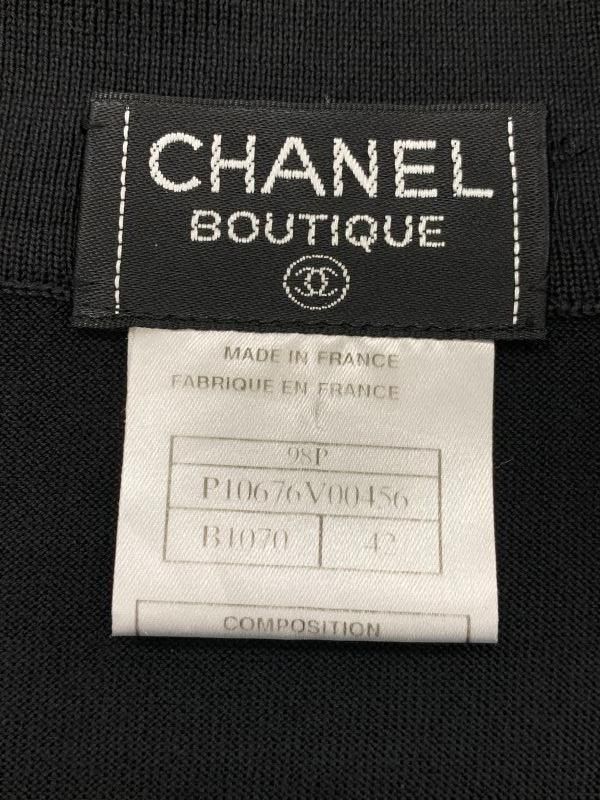 CHANEL
BOUTIQUE
MADE IN FRANCE
FABRIQUE EN FRANCE
98P
P10676V00456
B1070 42
COMPOSITION